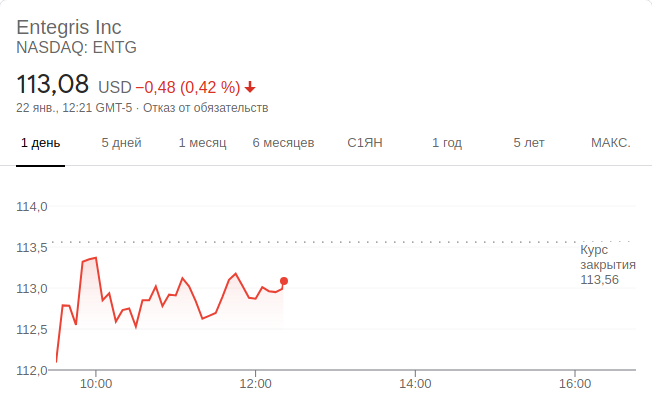 Entegris Inc
NASDAQ: ENTG
113,08 USD −0,48 (0,42 %)
22 янв., 12:21 GMT-5 · Отказ от обязательств
1 день 5 дней 1 месяц 6 месяцев С1ЯН 1 год 5 лет МАКС.
114,0
113,5
Курс
закрытия
113,56
113,0
112,5
112,0
10:00 12:00 14:00 16:00